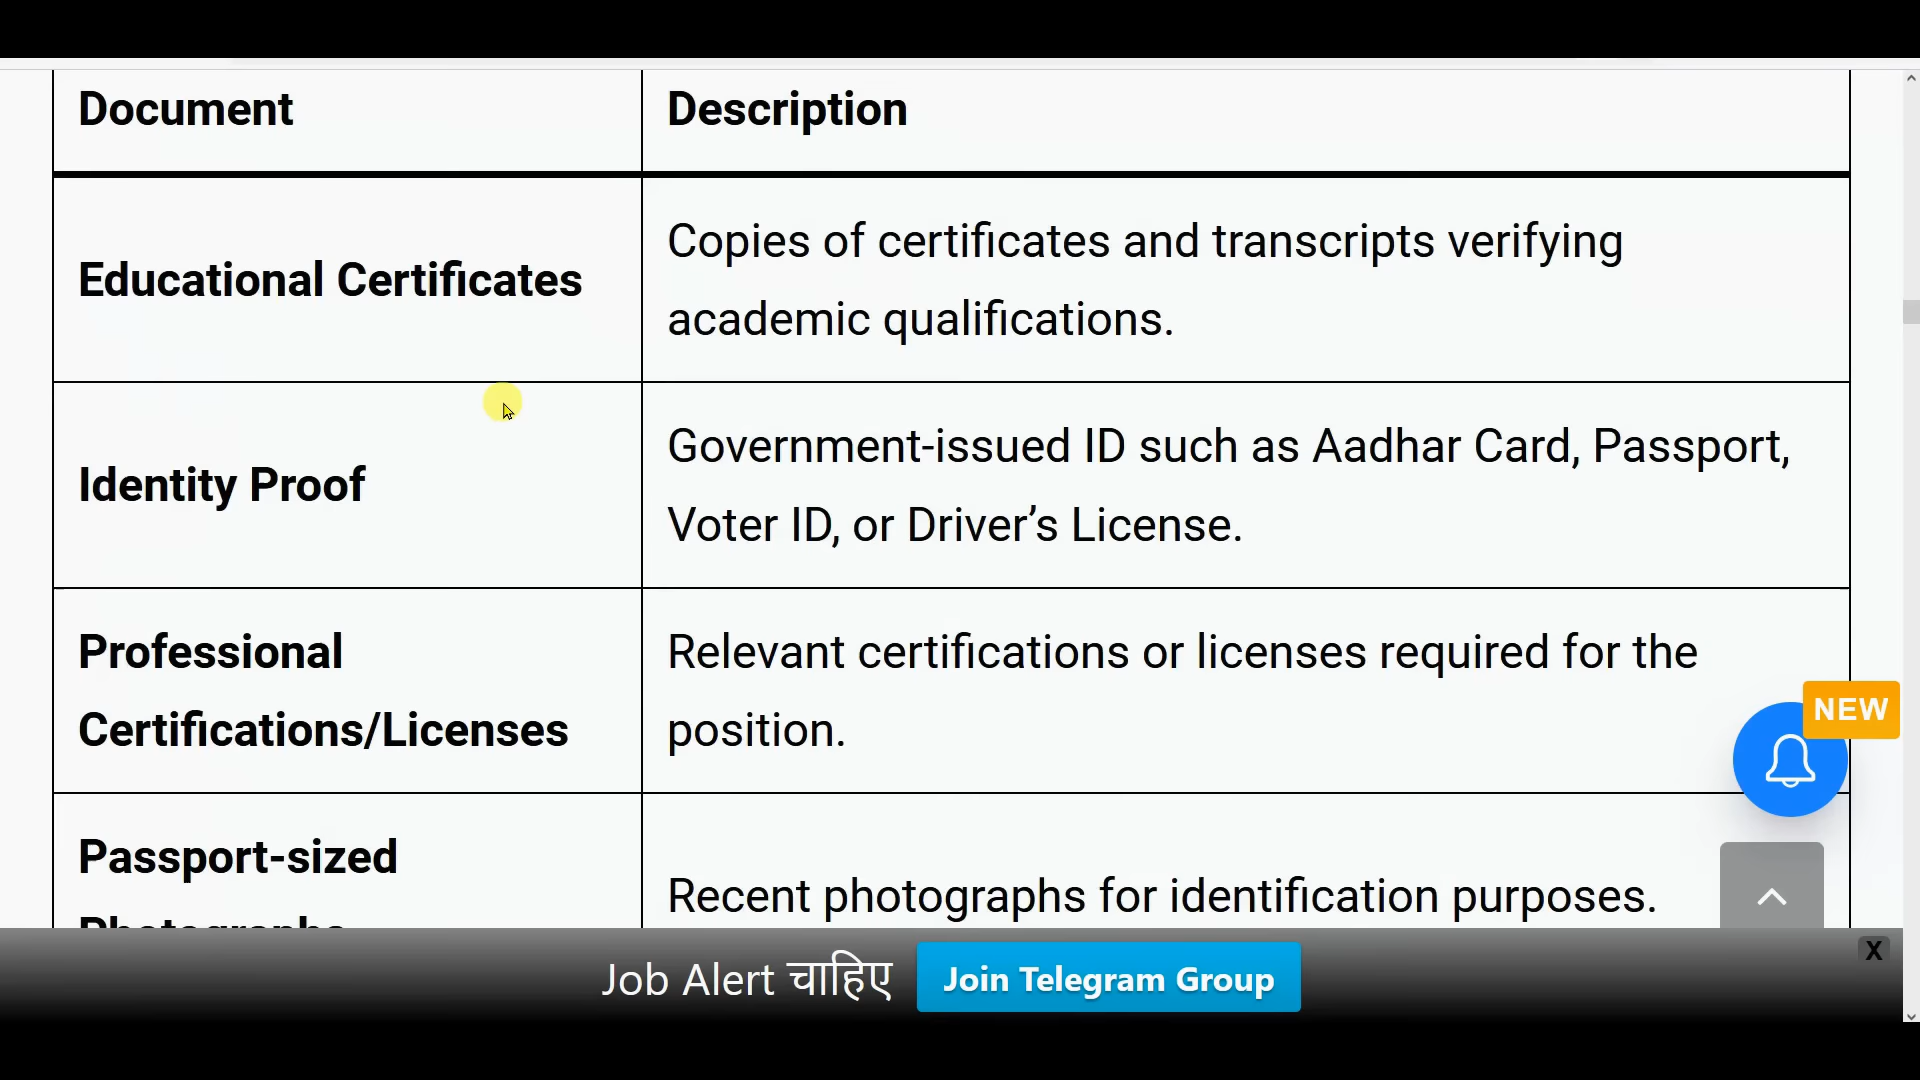 Document
Description
Educational Certificates
Copies of certificates and transcripts verifying
academic qualifications.
Identity Proof
Government-issued ID such as Aadhar Card, Passport,
Voter ID, or Driver’s License.
Professional
Certifications/Licenses
Relevant certifications or licenses required for the
position.
NEW
Passport-sized
Photographs
Recent photographs for identification purposes.
Job Alert चाहिए
Join Telegram Group
X